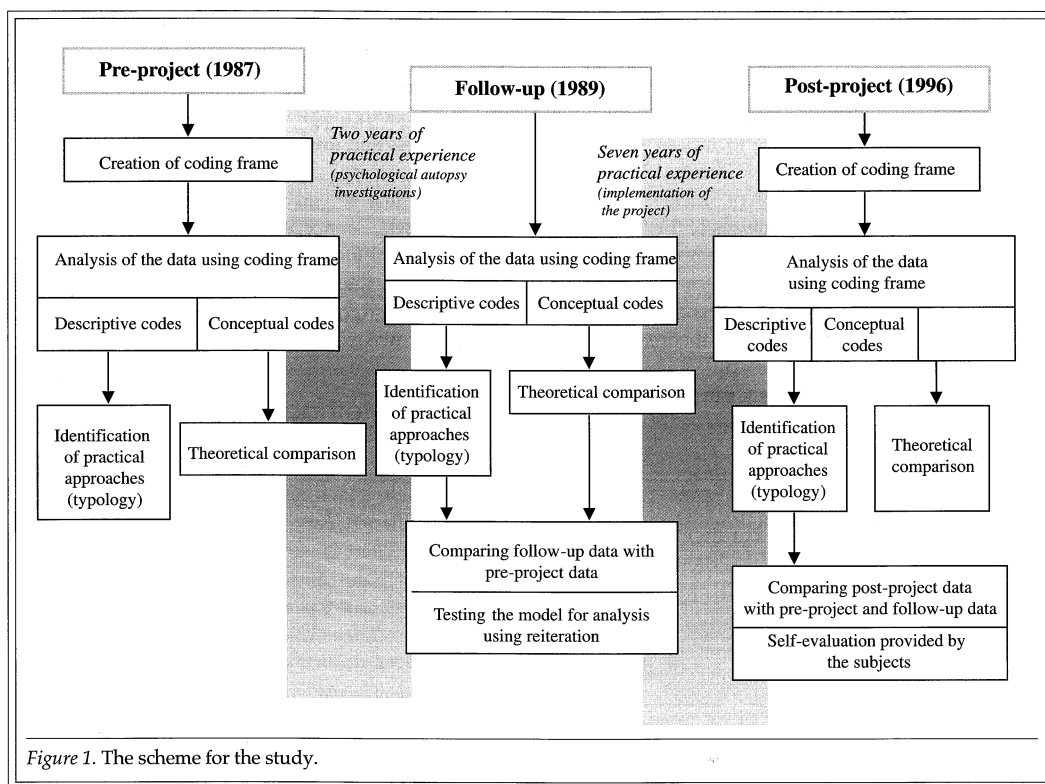 Pre-project (1987)
Creation of coding frame
Analysis of the data using coding frame
Descriptive codes
Conceptual codes
Identification
of practical
approaches
(typology)
Theoretical comparison
Two years of
practical experience
(psychological autopsy
investigations)
Follow-up (1989)
Analysis of the data using coding frame
Descriptive codes
Conceptual codes
Identification
of practical
approaches
(typology)
Theoretical comparison
Comparing follow-up data with
pre-project data
Testing the model for analysis
using reiteration
Seven years of
practical experience
(implementation of
the project)
Post-project (1996)
Creation of coding frame
Analysis of the data
using coding frame
Descriptive
codes
Conceptual
codes
Identification
of practical
approaches
(typology)
Theoretical
comparison
Comparing post-project data
with pre-project and follow-up data
Self-evaluation provided by
the subjects
Figure 1. The scheme for the study.